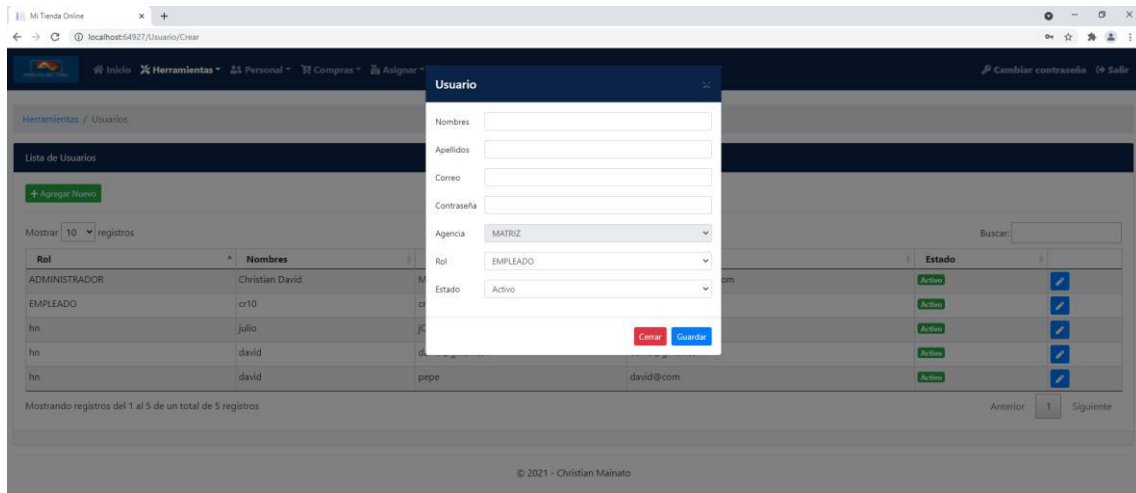 Mi Tienda Online
localhost:64927/Usuario/Crear
Inicio Herramientas Personal Compras Asignar
Cambiar contraseña Salir
Usuario
Herramientas / Usuarios
Nombres
Apellidos
Lista de Usuarios
Correo
+ Agregar Nuevo
Contraseña
Mostrar 10 registros
Agencia MATRIZ
Buscar:
Rol Nombres Estado
Rol EMPLEADO
ADMINISTRADOR Christian David M om Activo
Estado Activo
EMPLEADO cr10 cr Activo
hn julio Activo
Cerrar Guardar
hn david Activo
hn david pepe david@com Activo
Mostrando registros del 1 al 5 de un total de 5 registros
Anterior 1 Siguiente
© 2021 - Christian Mainato